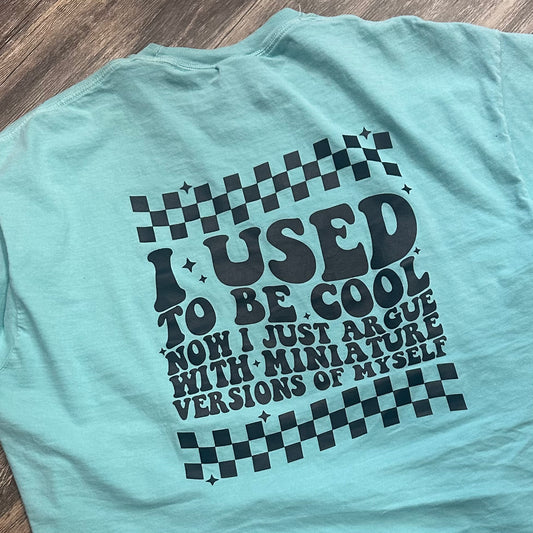 I USED
TO BE COOL
NOW I JUST ARGUE
WITH MINIATURE
VERSIONS OF MYSELF